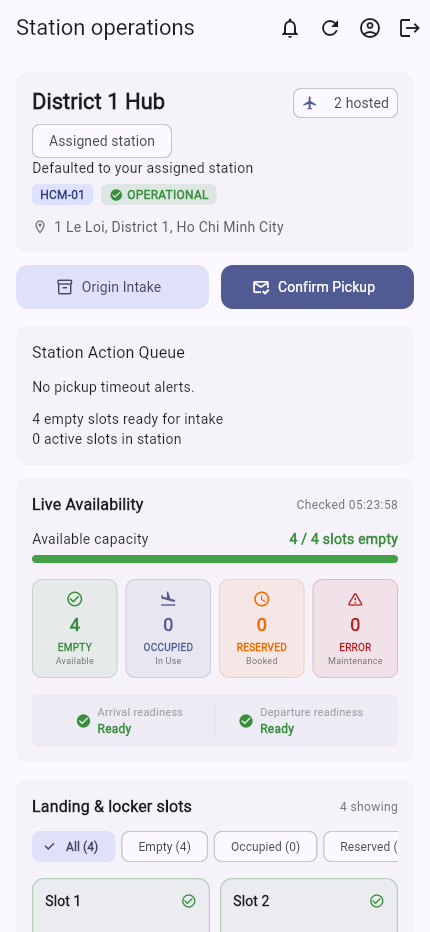 Station operations
District 1 Hub
2 hosted
Assigned station
Defaulted to your assigned station
HCM-01
OPERATIONAL
1 Le Loi, District 1, Ho Chi Minh City
Origin Intake
Confirm Pickup
Station Action Queue
No pickup timeout alerts.
4 empty slots ready for intake
0 active slots in station
Live Availability
Checked 05:23:58
Available capacity
4 / 4 slots empty
4
EMPTY
Available
0
OCCUPIED
In Use
0
RESERVED
Booked
0
ERROR
Maintenance
Arrival readiness
Ready
Departure readiness
Ready
Landing & locker slots
4 showing
All (4)
Empty (4)
Occupied (0)
Reserved (
Slot 1
Slot 2